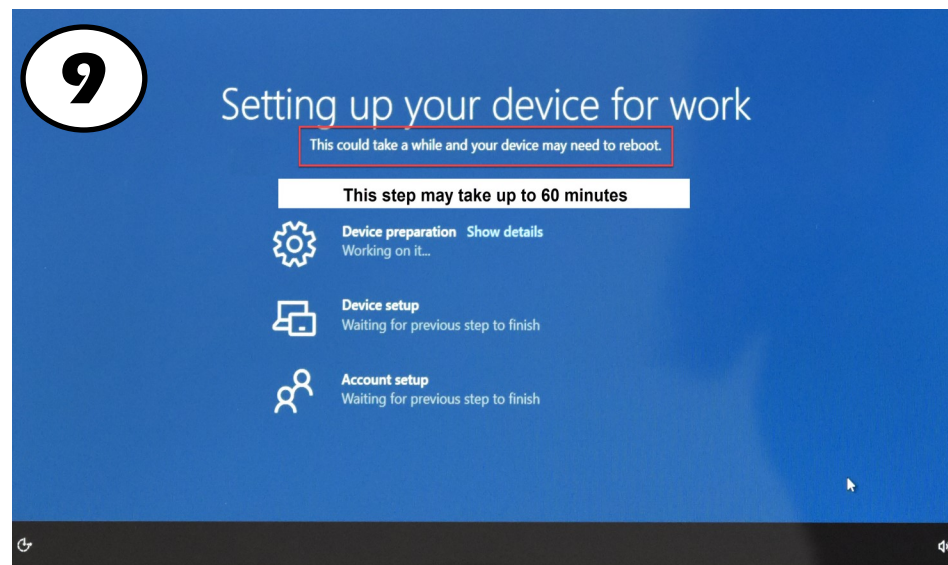 9
Setting up your device for work
This could take a while and your device may need to reboot.
This step may take up to 60 minutes
Device preparation Show details
Working on it...
Device setup
Waiting for previous step to finish
Account setup
Waiting for previous step to finish